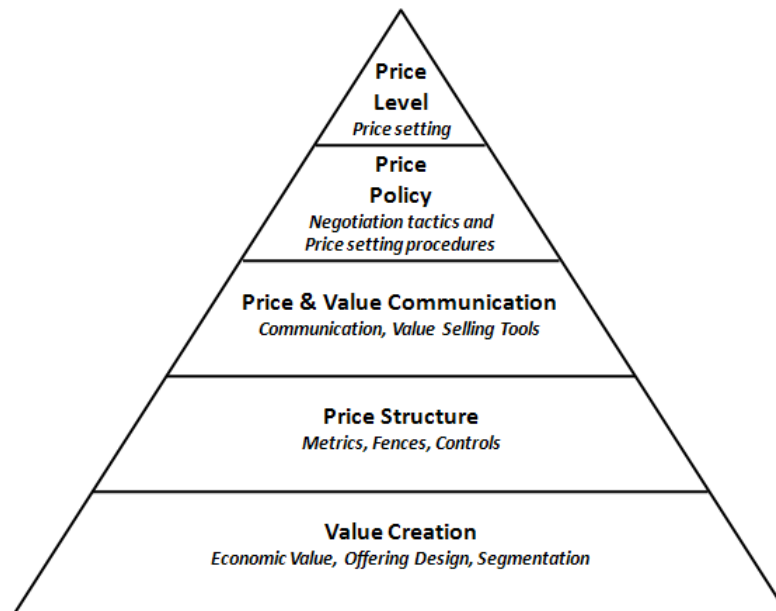 Price
Level
Price setting
Price
Policy
Negotiation tactics and
Price setting procedures
Price & Value Communication
Communication, Value Selling Tools
Price Structure
Metrics, Fences, Controls
Value Creation
Economic Value, Offering Design, Segmentation